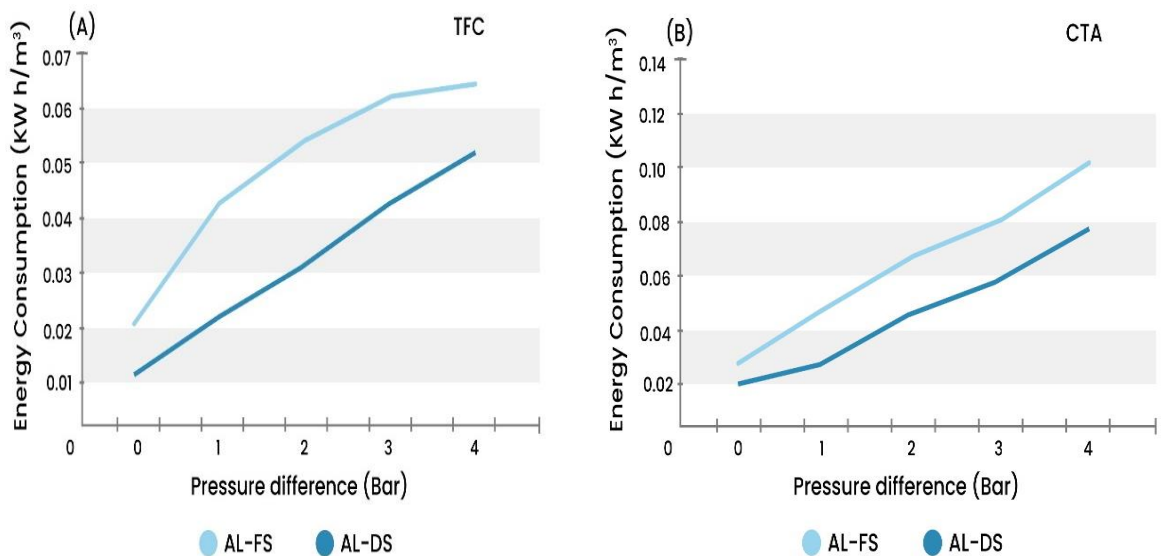 (A)
TFC
Energy Consumption (KW h/m³)
0.07
0.06
0.05
0.04
0.03
0.02
0.01
0
0 1 2 3 4
Pressure difference (Bar)
AL-FS AL-DS
(B)
CTA
Energy Consumption (KW h/m³)
0.14
0.12
0.10
0.08
0.06
0.04
0.02
0
0 1 2 3 4
Pressure difference (Bar)
AL-FS AL-DS